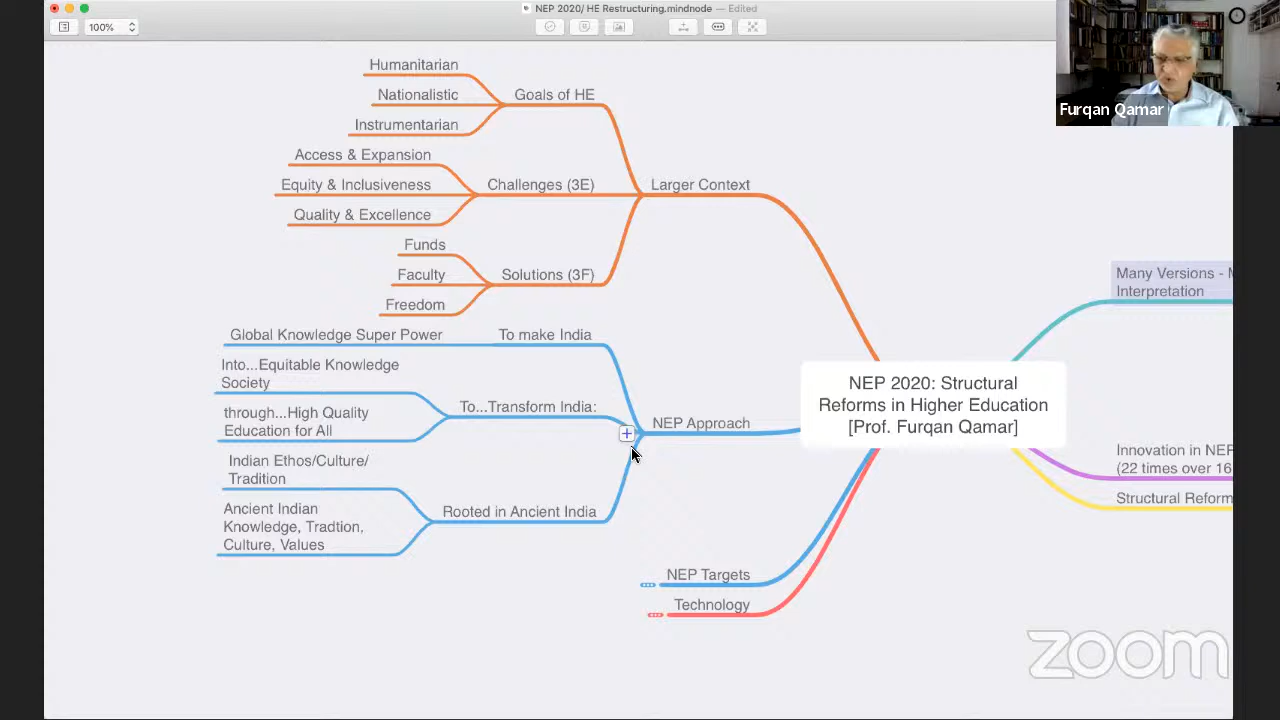 NEP 2020/ HE Restructuring.mindnode — Edited
100%
Furqan Qamar
Humanitarian
Nationalistic
Instrumentarian
Goals of HE
Access & Expansion
Equity & Inclusiveness
Quality & Excellence
Challenges (3E)
Larger Context
Funds
Faculty
Freedom
Solutions (3F)
Global Knowledge Super Power
To make India
Into...Equitable Knowledge
Society
through...High Quality
Education for All
To...Transform India:
NEP Approach
Indian Ethos/Culture/
Tradition
Ancient Indian
Knowledge, Tradtion,
Culture, Values
Rooted in Ancient India
NEP Targets
Technology
NEP 2020: Structural
Reforms in Higher Education
[Prof. Furqan Qamar]
Many Versions -
Interpretation
Innovation in NEP
(22 times over 16
Structural Reform
zoom